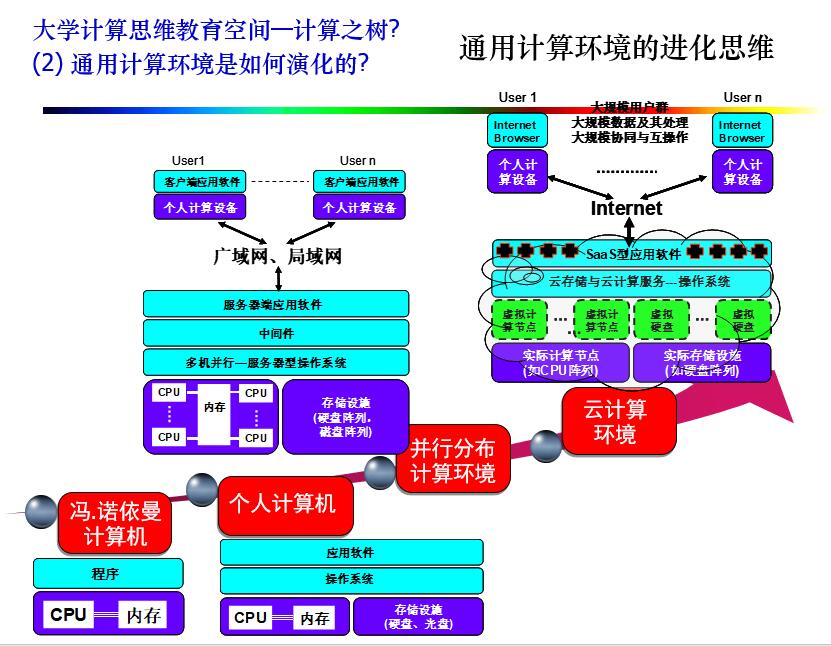 大学计算思维教育空间—计算之树?
(2) 通用计算环境是如何演化的?
通用计算环境的进化思维
User 1
User n
大规模用户群
大规模数据及其处理
大规模协同与互操作
Internet
Browser
Internet
Browser
个人计
算设备
个人计
算设备
.............
Internet
SaaS型应用软件
云存储与云计算服务---操作系统
虚拟计
算节点
...
虚拟计
算节点
...
虚拟
硬盘
...
虚拟
硬盘
实际计算节点
(如CPU阵列)
实际存储设施
(如硬盘阵列)
User1
User n
客户端应用软件
客户端应用软件
个人计算设备
个人计算设备
广域网、局域网
服务器端应用软件
中间件
多机并行—服务器型操作系统
CPU
CPU
内存
CPU
CPU
存储设施
(硬盘阵列,
磁盘阵列)
云计算
环境
并行分布
计算环境
个人计算机
冯.诺依曼
计算机
程序
CPU
内存
应用软件
操作系统
CPU
内存
存储设施
(硬盘、光盘)